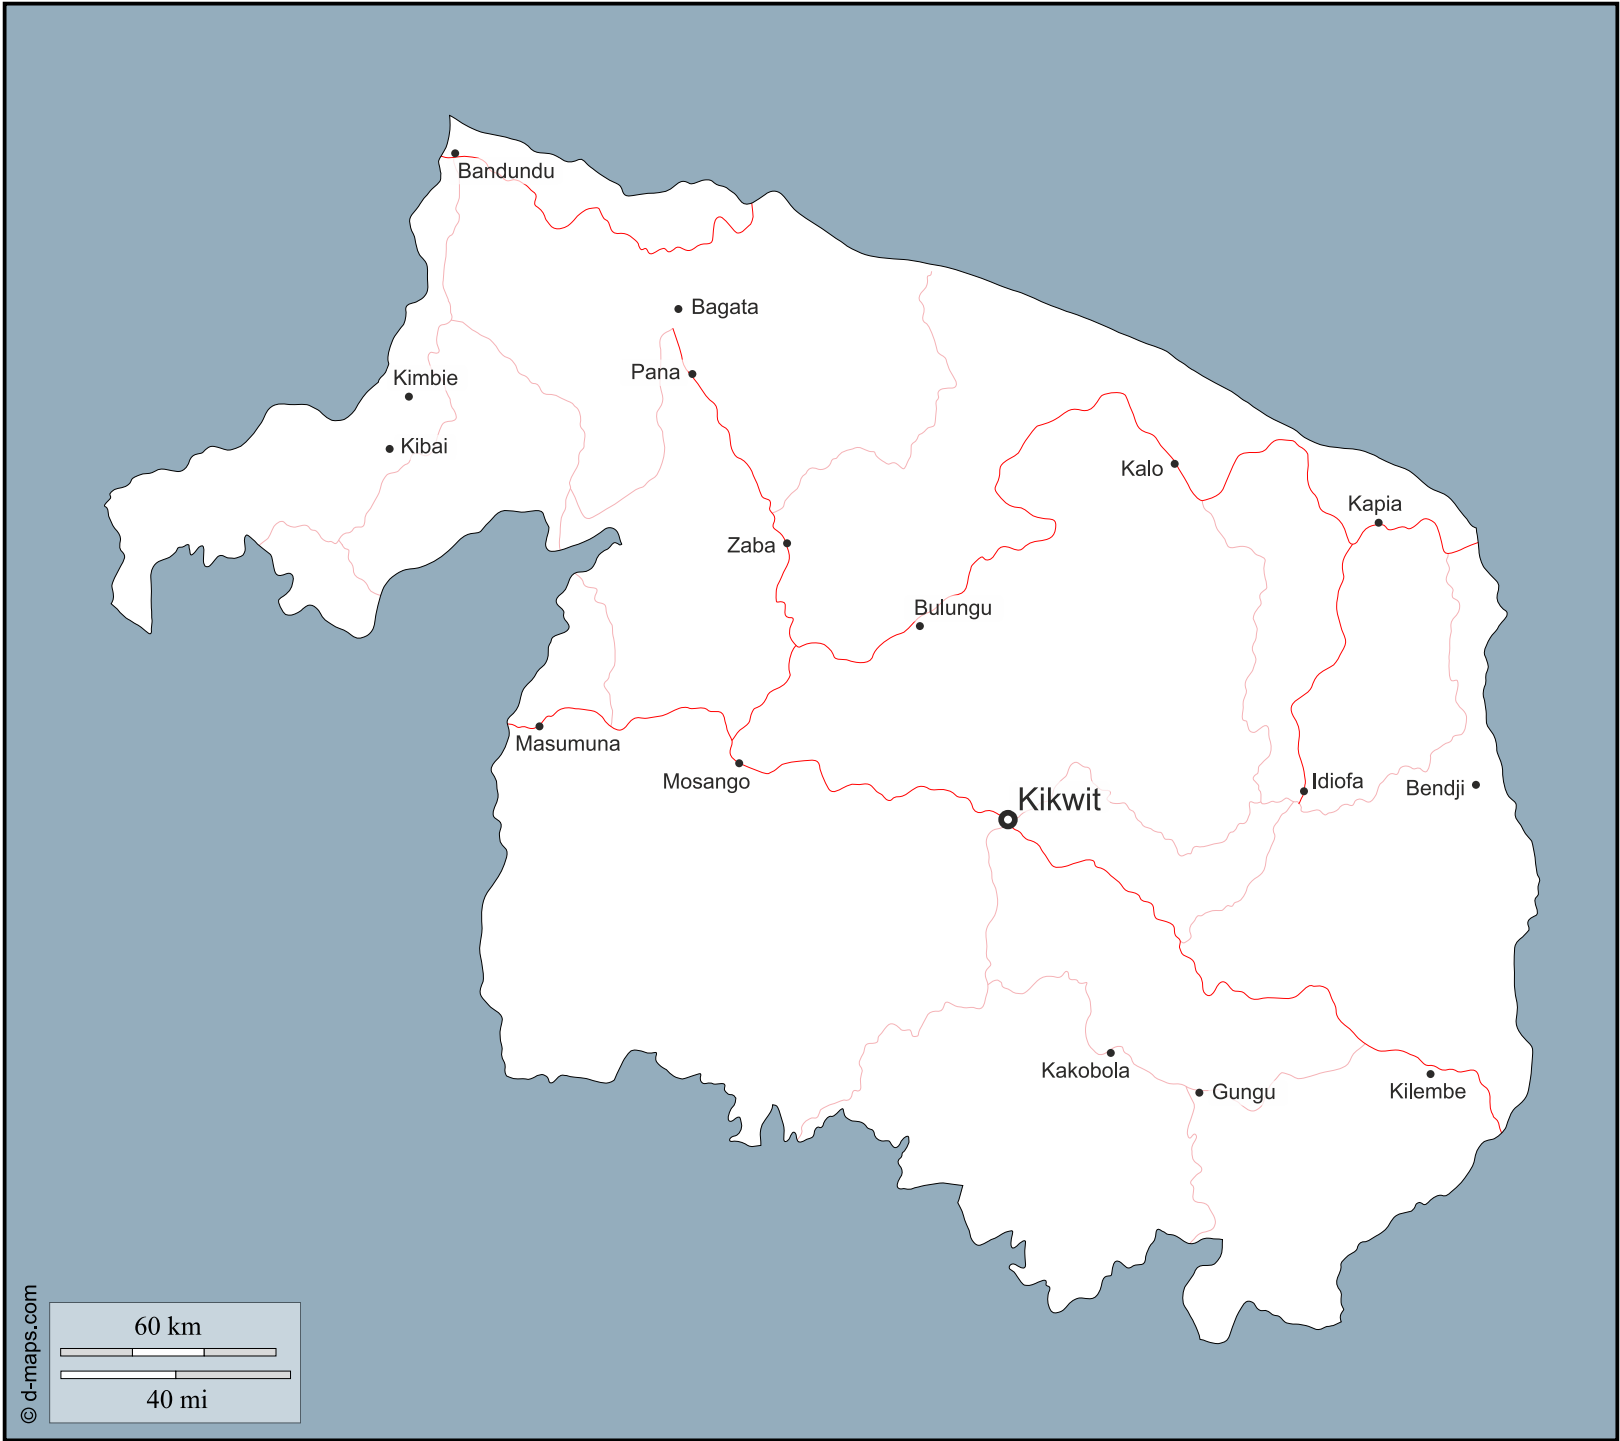 Bandundu
Bagata
Pana
Kimbie
Kibai
Kalo
Kapia
Zaba
Bulungu
Masumuna
Mosango
Idiofa
Bendji
Kikwit
Kakobola
Gungu
Kilembe
60 km
40 mi
© d-maps.com